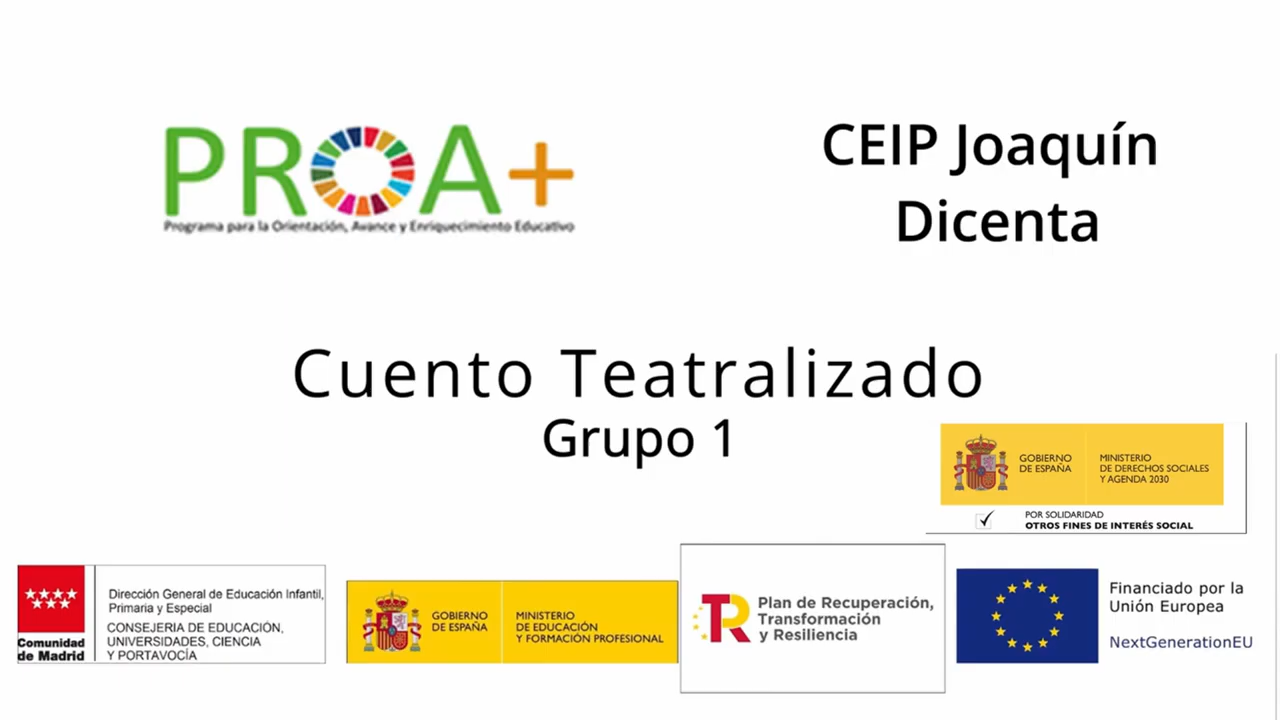 PROA+
Programa para la Orientación, Avance y Enriquecimiento Educativo
CEIP Joaquín
Dicenta
Cuento Teatralizado
Grupo 1
GOBIERNO
DE ESPAÑA
MINISTERIO
DE DERECHOS SOCIALES
Y AGENDA 2030
POR SOLIDARIDAD
OTROS FINES DE INTERÉS SOCIAL
Comunidad
de Madrid
Dirección General de Educación Infantil,
Primaria y Especial
CONSEJERIA DE EDUCACIÓN,
UNIVERSIDADES, CIENCIA
Y PORTAVOCÍA
GOBIERNO
DE ESPAÑA
MINISTERIO
DE EDUCACIÓN
Y FORMACIÓN PROFESIONAL
TR
Plan de Recuperación,
Transformación
y Resiliencia
Financiado por la
Unión Europea
NextGenerationEU